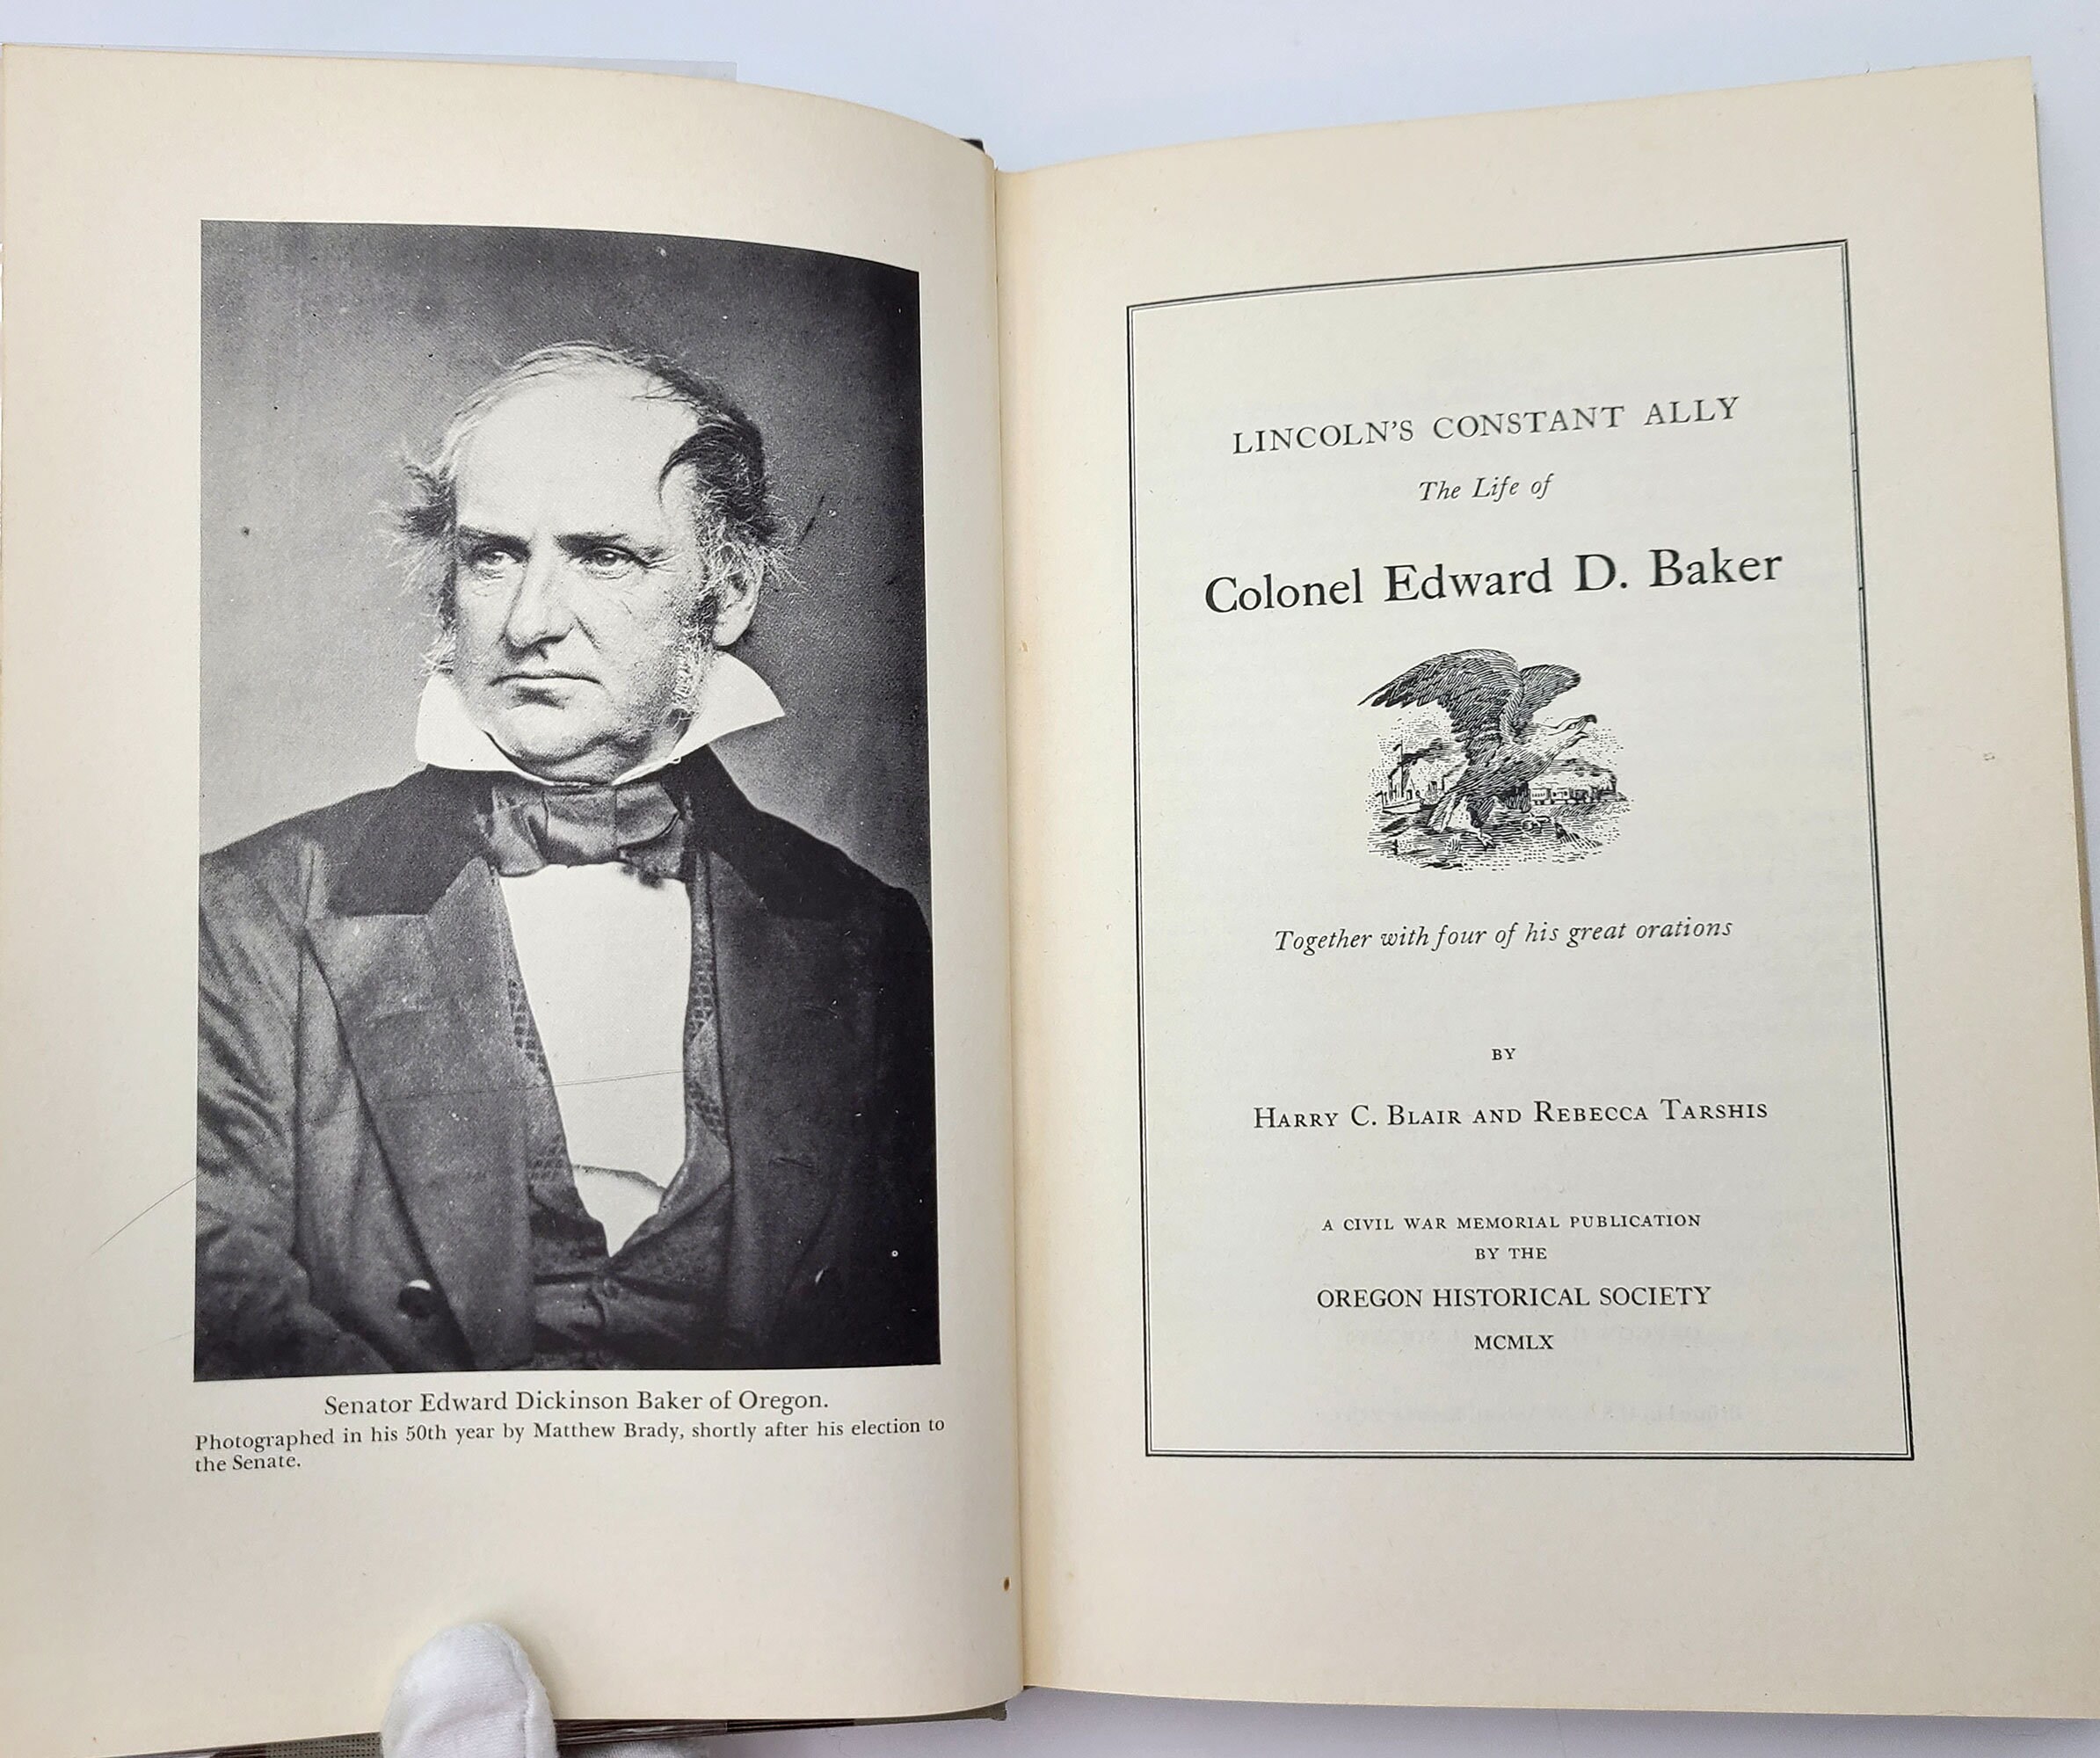 Senator Edward Dickinson Baker of Oregon.
Photographed in his 50th year by Matthew Brady, shortly after his election to
the Senate.
LINCOLN'S CONSTANT ALLY
The Life of
Colonel Edward D. Baker
Together with four of his great orations
BY
HARRY C. BLAIR AND REBECCA TARSHIS
A CIVIL WAR MEMORIAL PUBLICATION
BY THE
OREGON HISTORICAL SOCIETY
MCMLX